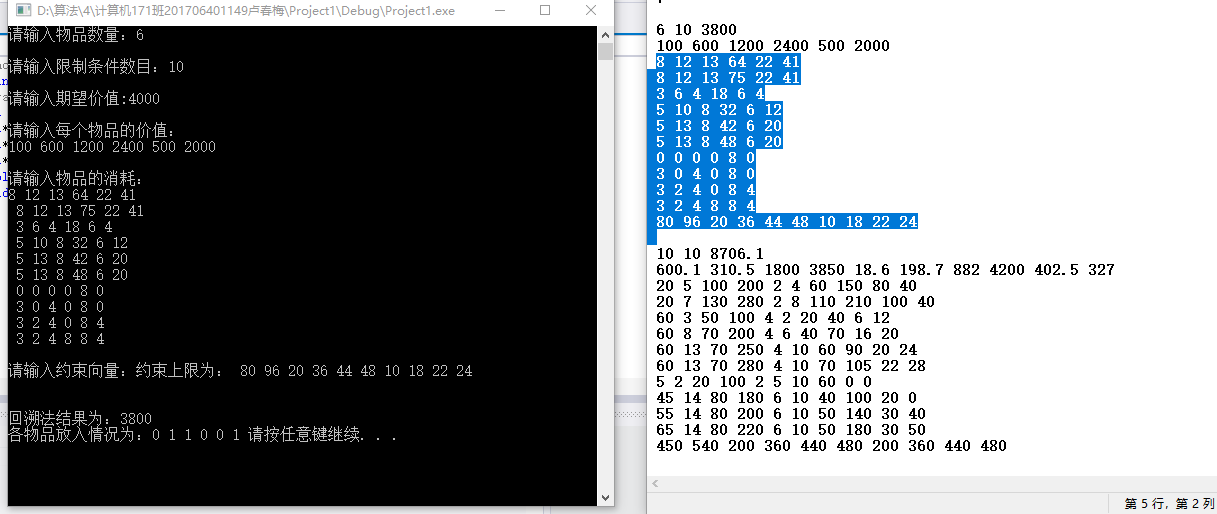 D:\算法\4\计算机171班201706401149卢春梅\Project1\Debug\Project1.exe
请输入物品数量：6
请输入限制条件数目：10
请输入期望价值:4000
请输入每个物品的价值：
100 600 1200 2400 500 2000
请输入物品的消耗：
8 12 13 64 22 41
8 12 13 75 22 41
3 6 4 18 6 4
5 10 8 32 6 12
5 13 8 42 6 20
5 13 8 48 6 20
0 0 0 0 8 0
3 0 4 0 8 0
3 2 4 0 8 4
3 2 4 8 8 4
请输入约束向量：约束上限为： 80 96 20 36 44 48 10 18 22 24
回溯法结果为：3800
各物品放入情况为：0 1 1 0 0 1 请按任意键继续. . .
6 10 3800
100 600 1200 2400 500 2000
8 12 13 64 22 41
8 12 13 75 22 41
3 6 4 18 6 4
5 10 8 32 6 12
5 13 8 42 6 20
5 13 8 48 6 20
0 0 0 0 8 0
3 0 4 0 8 0
3 2 4 0 8 4
3 2 4 8 8 4
80 96 20 36 44 48 10 18 22 24
10 10 8706.1
600.1 310.5 1800 3850 18.6 198.7 882 4200 402.5 327
20 5 100 200 2 4 60 150 80 40
20 7 130 280 2 8 110 210 100 40
60 3 50 100 4 2 20 40 6 12
60 8 70 200 4 6 40 70 16 20
60 13 70 250 4 10 60 90 20 24
60 13 70 280 4 10 70 105 22 28
5 2 20 100 2 5 10 60 0 0
45 14 80 180 6 10 40 100 20 0
55 14 80 200 6 10 50 140 30 40
65 14 80 220 6 10 50 180 30 50
450 540 200 360 440 480 200 360 440 480
第 5 行, 第 2 列